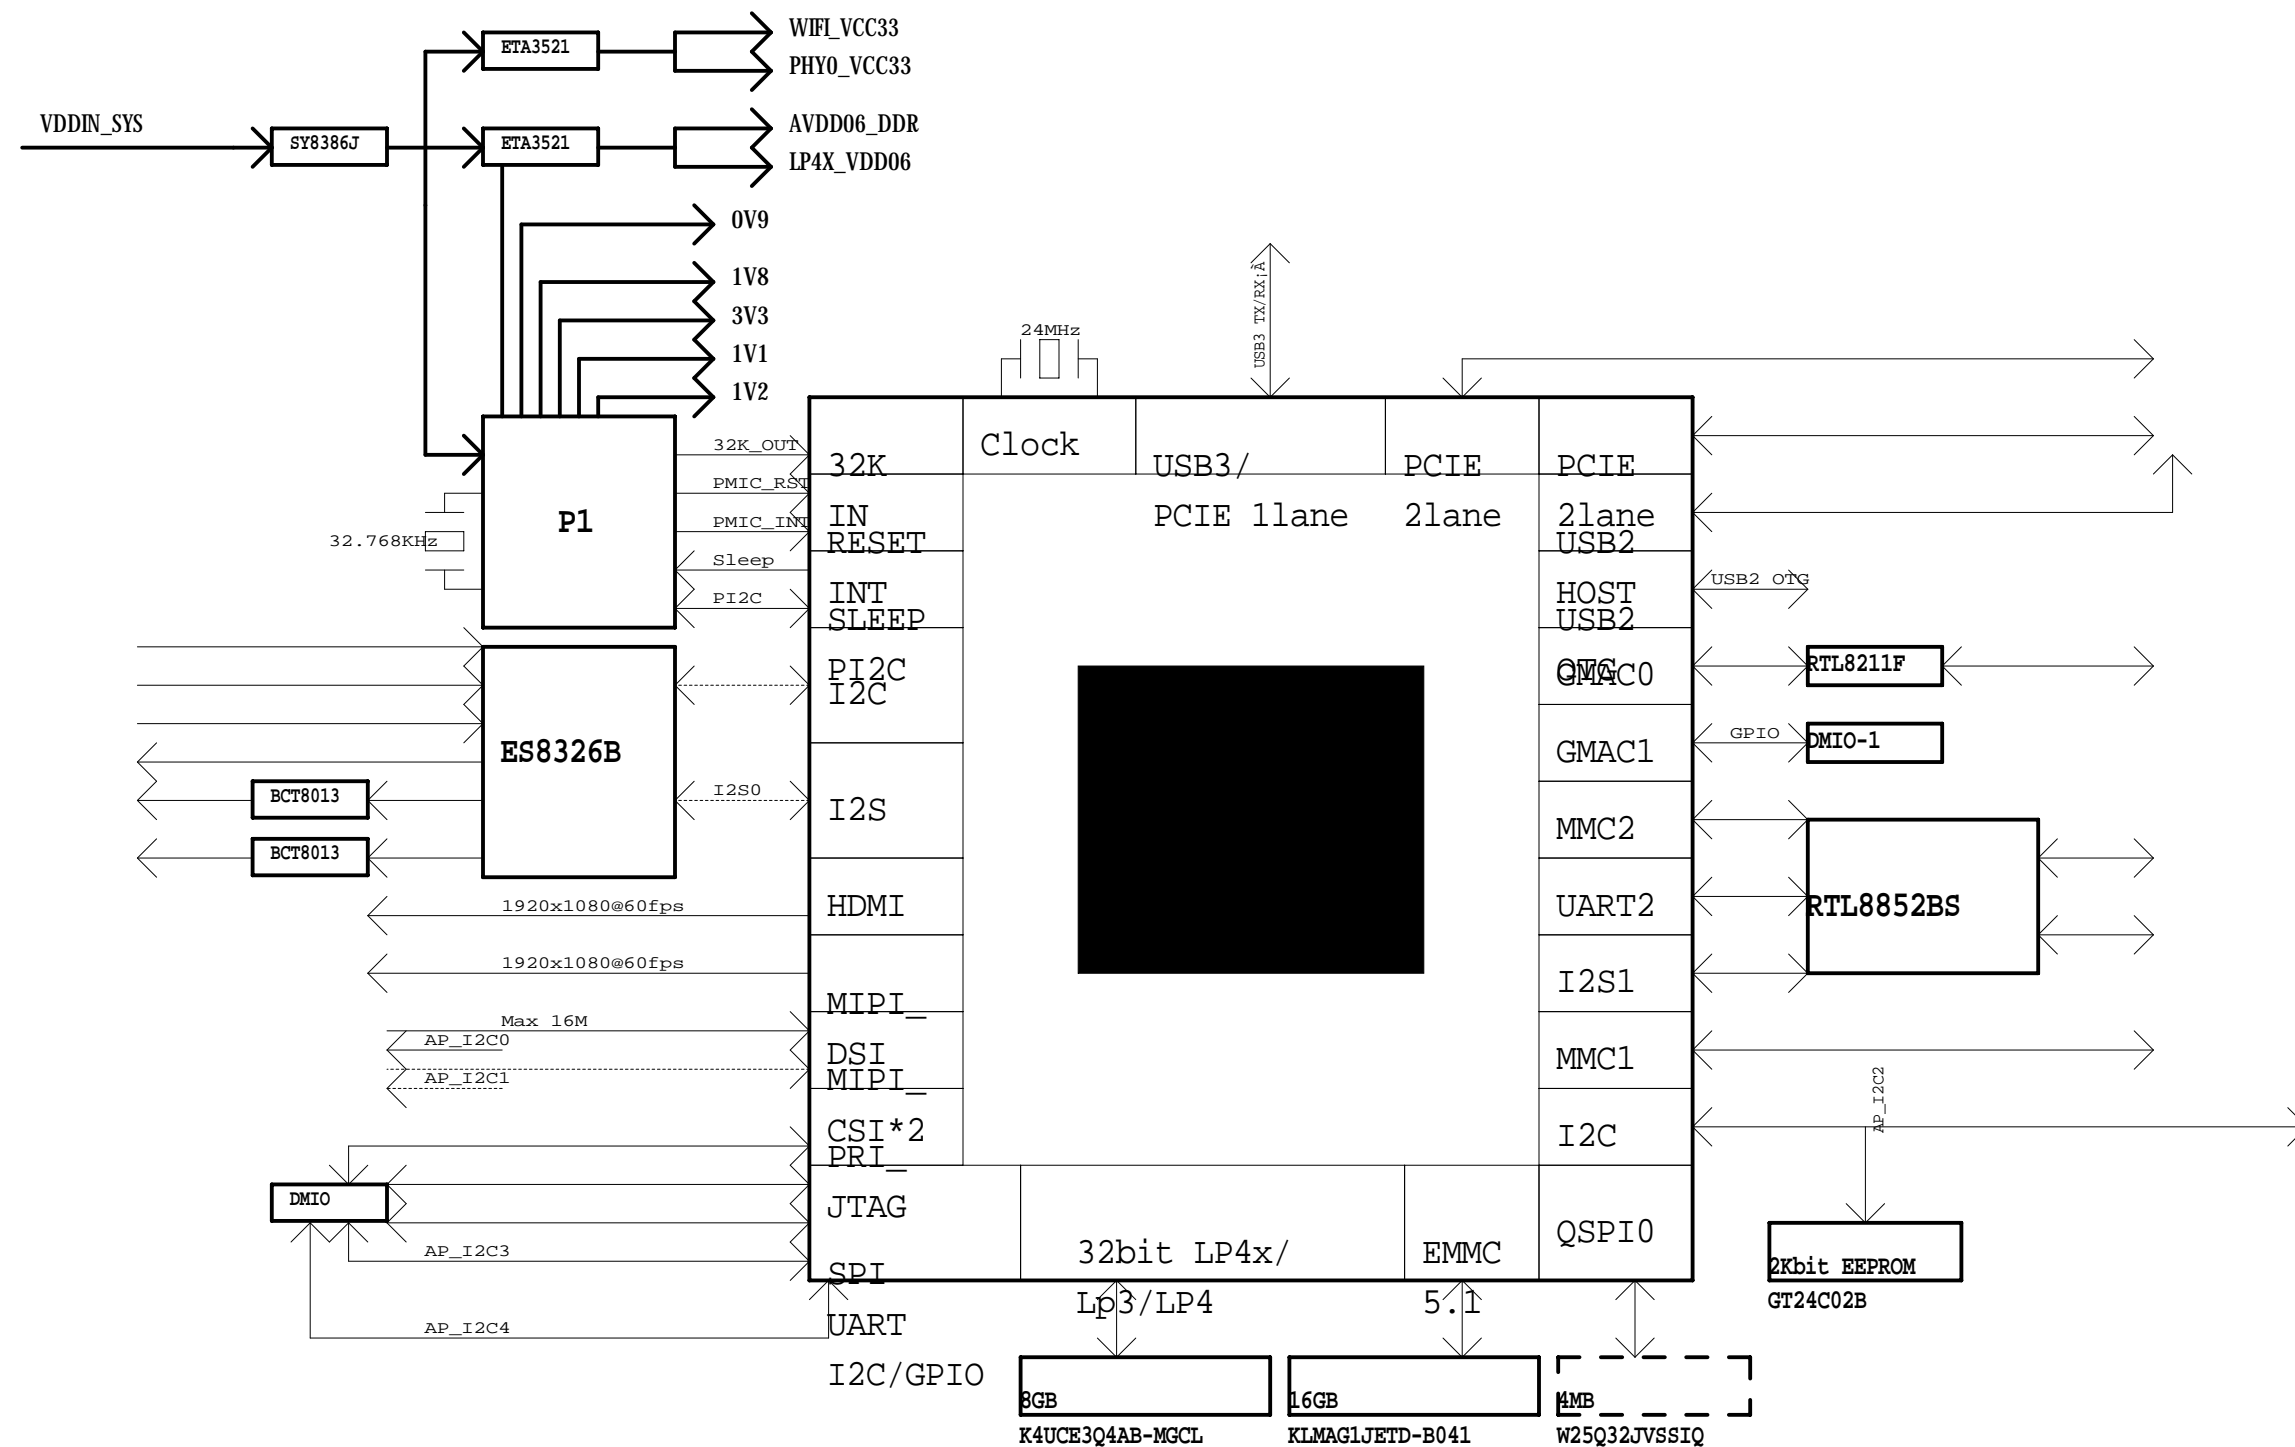 WIFI_VCC33
ETA3521
PHY0_VCC33
VDDIN_SYS
AVDD06_DDR
SY8386J
ETA3521
LP4X_VDD06
0V9
1V8
3V3
1V1
1V2
USB3 TX/RX¡À
24MHz
32K_OUT
PMIC_RST
PMIC_INT
Sleep
PI2C
P1
32.768KHz
32K
IN
RESET
INT
SLEEP
PI2C
I2C
I2S
HDMI
MIPI_
DSI
MIPI_
CSI*2
PRI_
JTAG
SPI
UART
I2C/GPIO
Clock
USB3/
PCIE 1lane
PCIE
2lane
PCIE
2lane
USB2
HOST
USB2
OTG
GMAC0
GMAC1
MMC2
UART2
I2S1
MMC1
I2C
QSPI0
USB2 OTG
RTL8211F
GPIO
DMIO-1
RTL8852BS
ES8326B
I2S0
BCT8013
BCT8013
1920x1080@60fps
1920x1080@60fps
Max 16M
AP_I2C0
AP_I2C1
DMIO
AP_I2C3
AP_I2C4
AP_I2C2
2Kbit EEPROM
GT24C02B
32bit LP4x/
Lp3/LP4
EMMC
5.1
8GB
K4UCE3Q4AB-MGCL
16GB
KLMAG1JETD-B041
4MB
W25Q32JVSSIQ